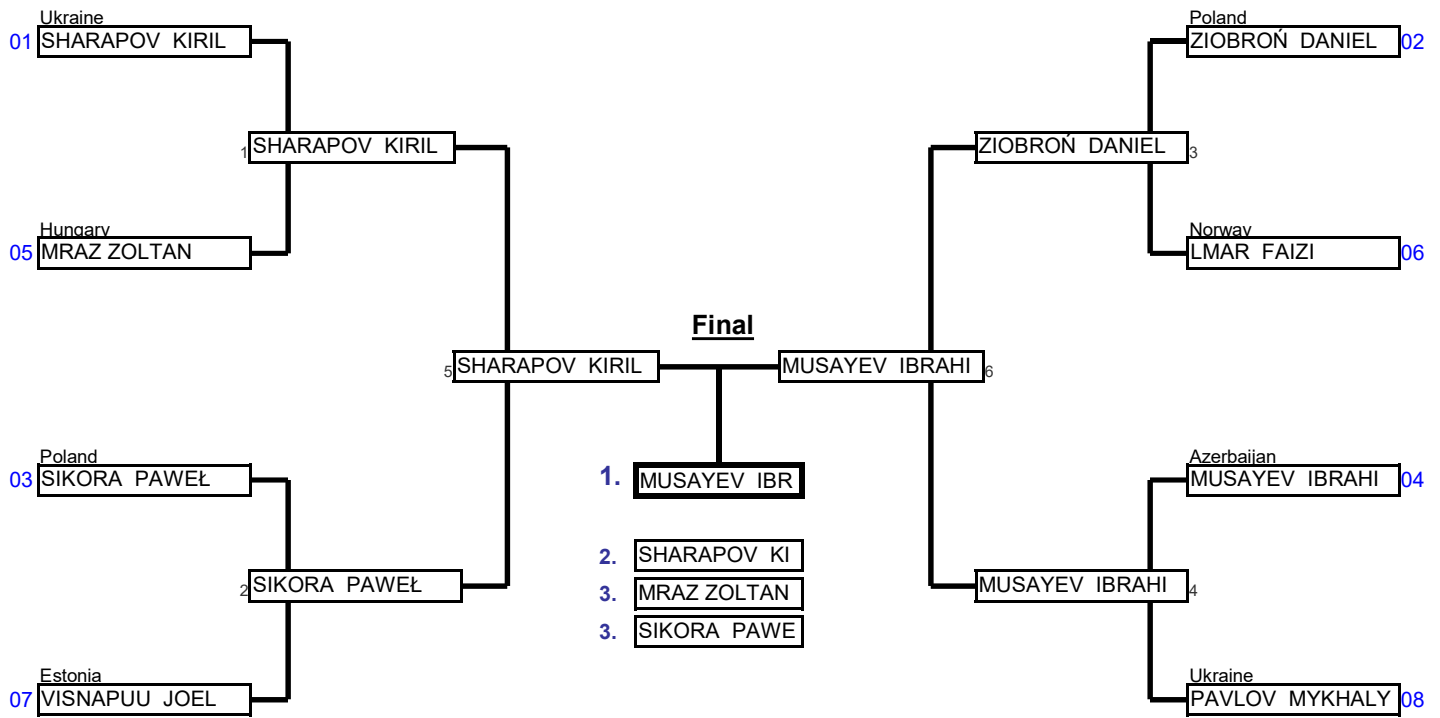 Ukraine
01 SHARAPOV KIRIL
Poland
ZIOBROŃ DANIEL 02
1 SHARAPOV KIRIL
ZIOBROŃ DANIEL 3
Hungary
05 MRAZ ZOLTAN
Norway
LMAR FAIZI 06
Final
5 SHARAPOV KIRIL
MUSAYEV IBRAHI 6
Poland
03 SIKORA PAWEŁ
1. MUSAYEV IBR
Azerbaijan
MUSAYEV IBRAHI 04
2. SHARAPOV KI
2 SIKORA PAWEŁ
3. MRAZ ZOLTAN
MUSAYEV IBRAHI 4
3. SIKORA PAWE
Estonia
07 VISNAPUU JOEL
Ukraine
PAVLOV MYKHALY 08